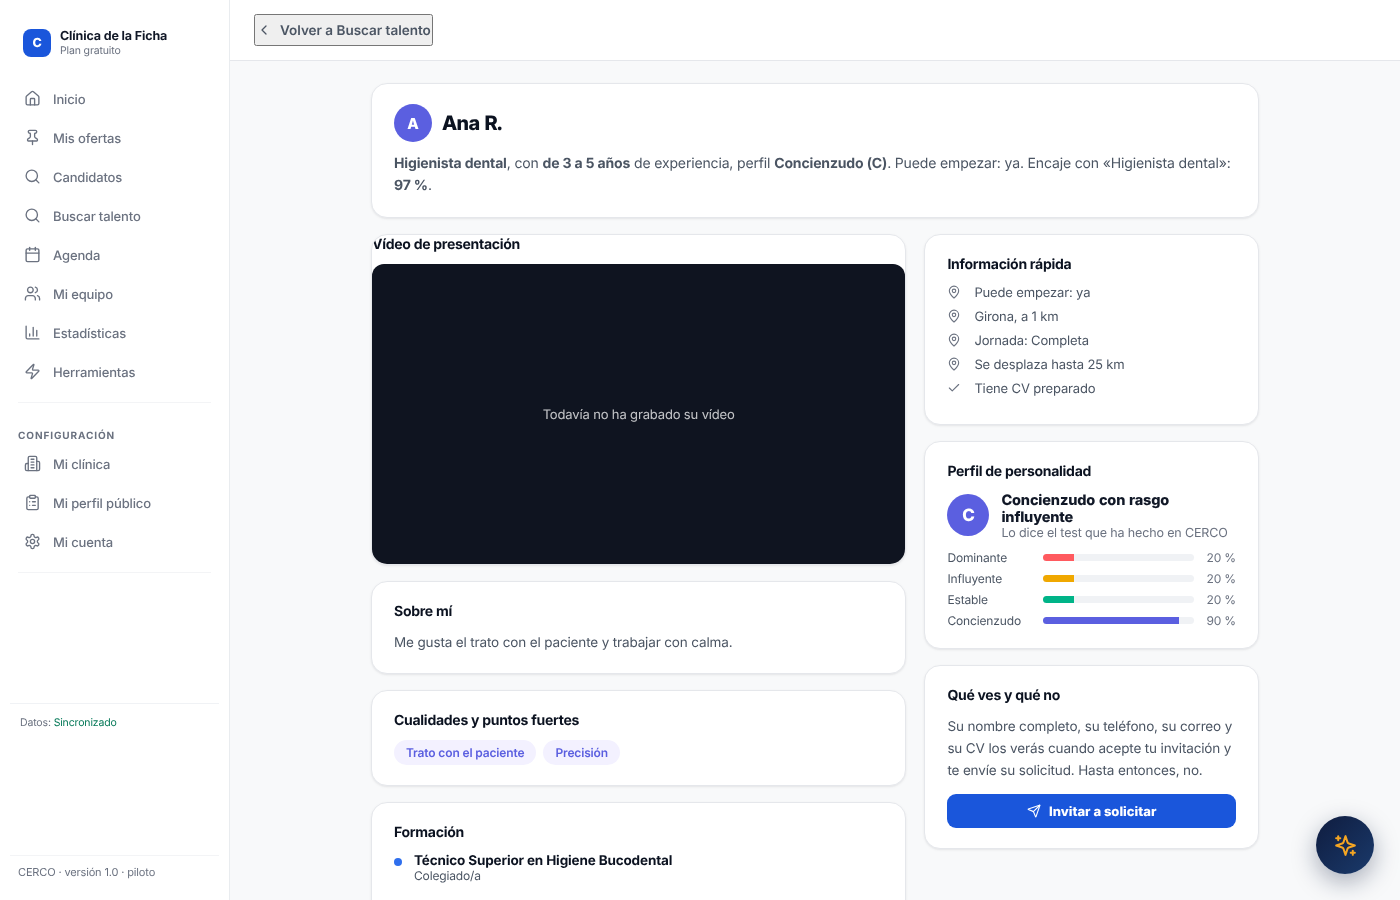 C
Clínica de la Ficha
Plan gratuito
Inicio
Mis ofertas
Candidatos
Buscar talento
Agenda
Mi equipo
Estadísticas
Herramientas
CONFIGURACIÓN
Mi clínica
Mi perfil público
Mi cuenta
Datos: Sincronizado
CERCO · versión 1.0 · piloto
Volver a Buscar talento
A
Ana R.
Higienista dental, con de 3 a 5 años de experiencia, perfil Concienzudo (C). Puede empezar: ya. Encaje con «Higienista dental»:
97 %.
Vídeo de presentación
Todavía no ha grabado su vídeo
Sobre mí
Me gusta el trato con el paciente y trabajar con calma.
Cualidades y puntos fuertes
Trato con el paciente
Precisión
Formación
Técnico Superior en Higiene Bucodental
Colegiado/a
Información rápida
Puede empezar: ya
Girona, a 1 km
Jornada: Completa
Se desplaza hasta 25 km
Tiene CV preparado
Perfil de personalidad
C
Concienzudo con rasgo
influyente
Lo dice el test que ha hecho en CERCO
Dominante 20 %
Influyente 20 %
Estable 20 %
Concienzudo 90 %
Qué ves y qué no
Su nombre completo, su teléfono, su correo y
su CV los verás cuando acepte tu invitación y
te envíe su solicitud. Hasta entonces, no.
Invitar a solicitar